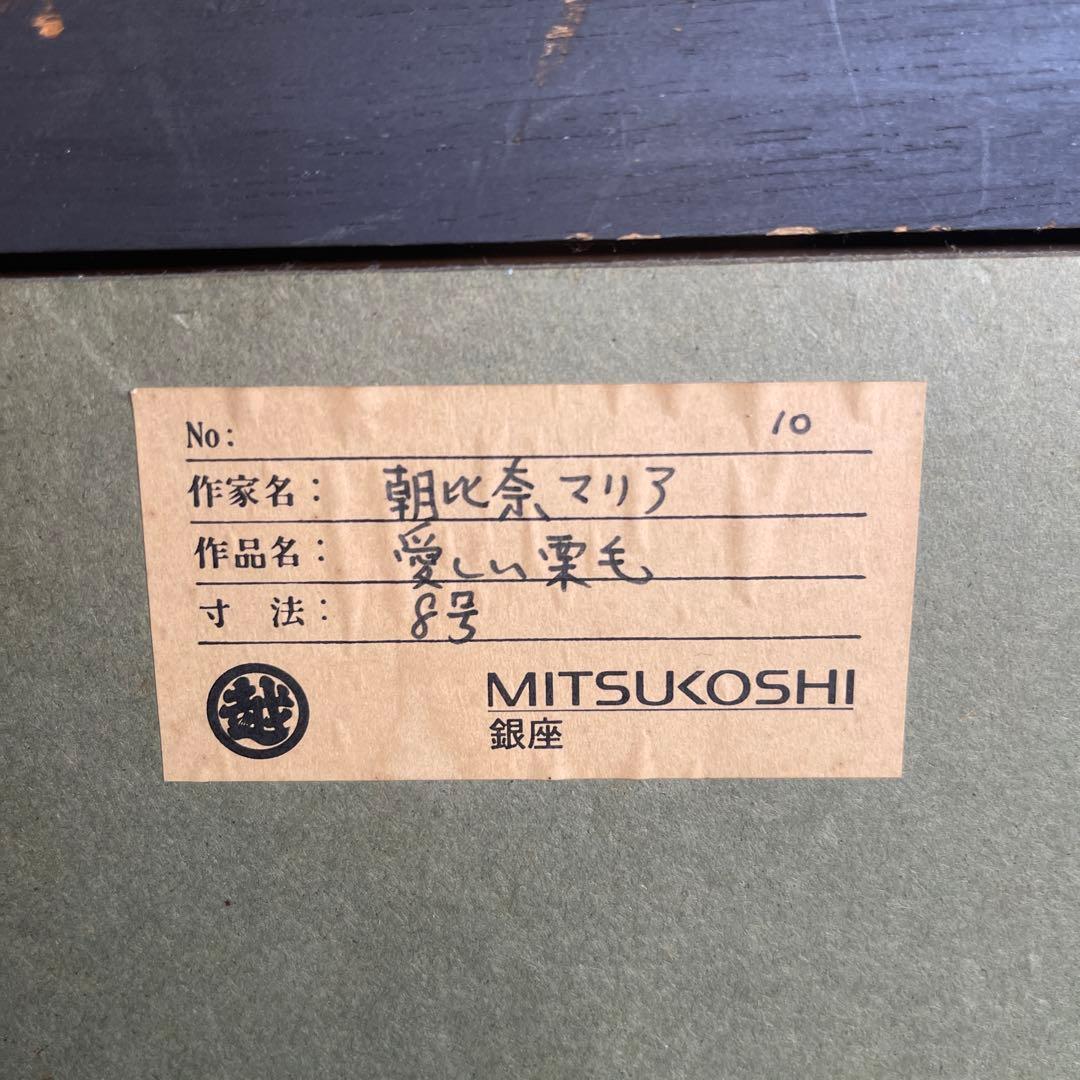 No: 10
作家名: 朝比奈マリア
作品名: 愛しい栗毛
寸 法: 8号
越 MITSUKOSHI
銀座